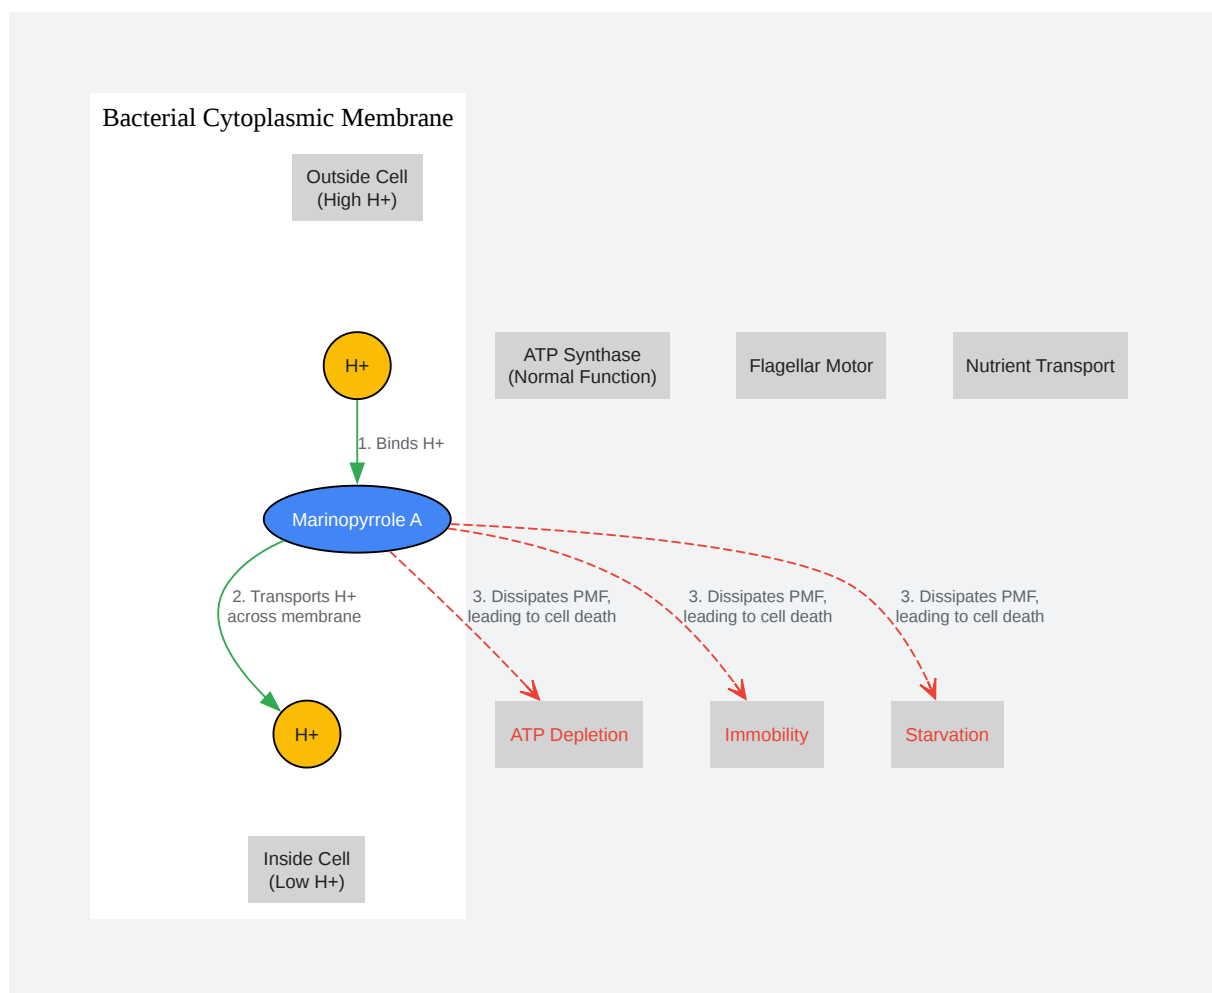 Bacterial Cytoplasmic Membrane
Outside Cell
(High H+)
H+
ATP Synthase
(Normal Function)
Flagellar Motor
Nutrient Transport
1. Binds H+
Marinopyrrole A
2. Transports H+
across membrane
3. Dissipates PMF,
leading to cell death
3. Dissipates PMF,
leading to cell death
3. Dissipates PMF,
leading to cell death
H+
ATP Depletion
Immobility
Starvation
Inside Cell
(Low H+)